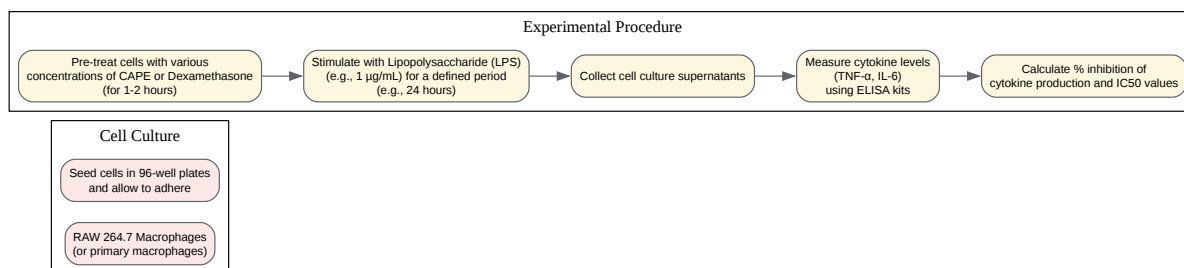 Experimental Procedure
Pre-treat cells with various
concentrations of CAPE or Dexamethasone
(for 1-2 hours)
Stimulate with Lipopolysaccharide (LPS)
(e.g., 1 µg/mL) for a defined period
(e.g., 24 hours)
Collect cell culture supernatants
Measure cytokine levels
(TNF-α, IL-6)
using ELISA kits
Calculate % inhibition of
cytokine production and IC50 values
Cell Culture
Seed cells in 96-well plates
and allow to adhere
RAW 264.7 Macrophages
(or primary macrophages)